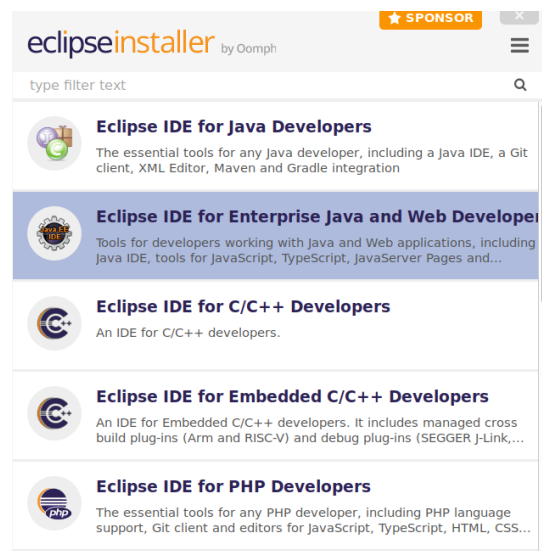 ★ SPONSOR
eclipseinstaller by Oomph
type filter text
Eclipse IDE for Java Developers
The essential tools for any Java developer, including a Java IDE, a Git
client, XML Editor, Maven and Gradle integration
Java EE
IDE
Eclipse IDE for Enterprise Java and Web Develope
Tools for developers working with Java and Web applications, including
Java IDE, tools for JavaScript, TypeScript, JavaServer Pages and...
C++
Eclipse IDE for C/C++ Developers
An IDE for C/C++ developers.
C++
Eclipse IDE for Embedded C/C++ Developers
An IDE for Embedded C/C++ developers. It includes managed cross
build plug-ins (Arm and RISC-V) and debug plug-ins (SEGGER J-Link,...
php
Eclipse IDE for PHP Developers
The essential tools for any PHP developer, including PHP language
support, Git client and editors for JavaScript, TypeScript, HTML, CSS...